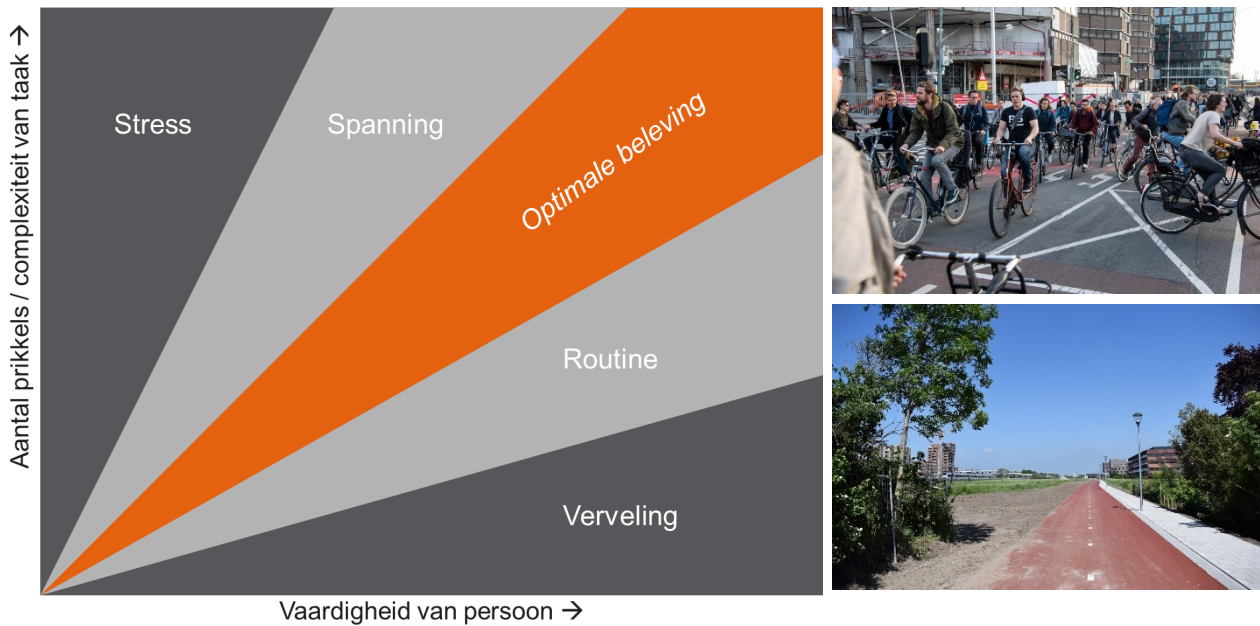 Aantal prikkels / complexiteit van taak →
Stress
Spanning
Optimale beleving
Routine
Verveling
Vaardigheid van persoon →